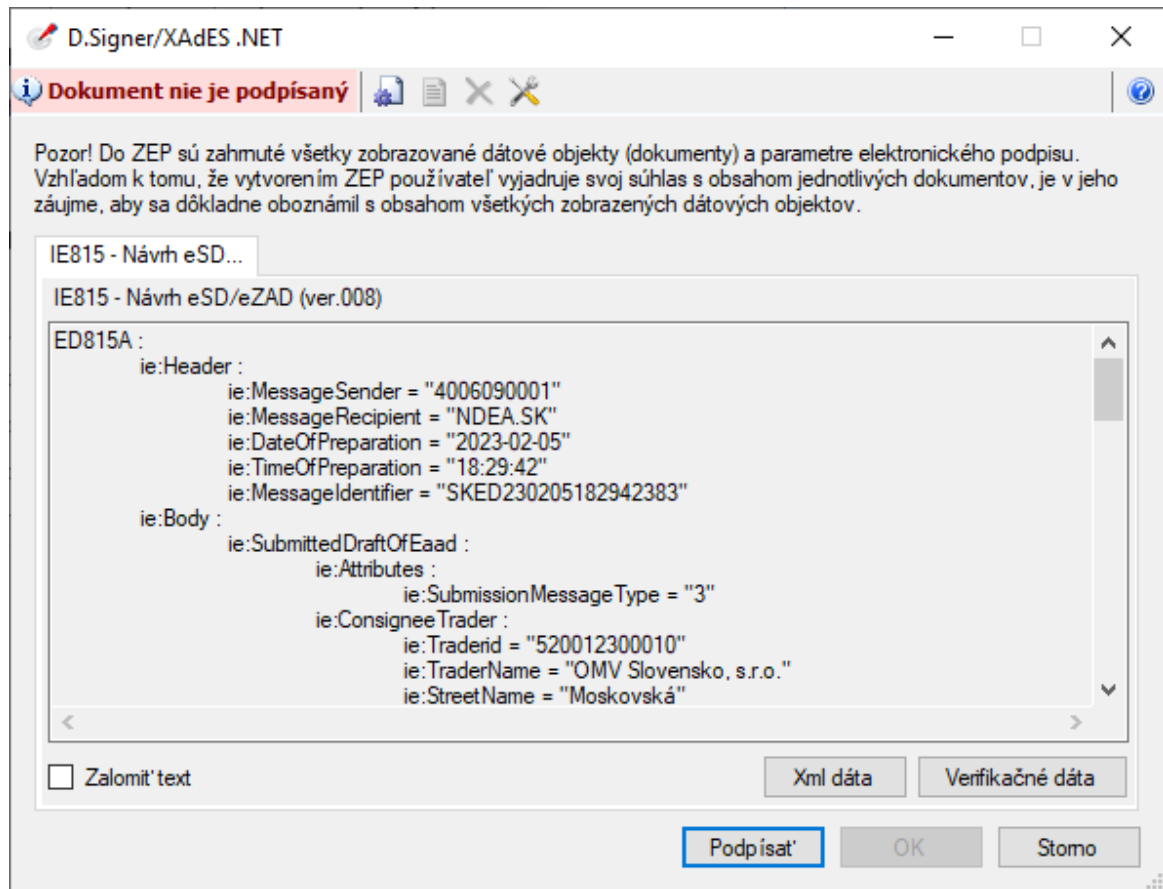 D.Signer/XAdES .NET
Dokument nie je podpísaný
Pozor! Do ZEP sú zahrnuté všetky zobrazované dátové objekty (dokumenty) a parametre elektronického podpisu.
Vzhľadom k tomu, že vytvorením ZEP používateľ vyjadruje svoj súhlas s obsahom jednotlivých dokumentov, je v jeho
záujme, aby sa dôkladne oboznámil s obsahom všetkých zobrazených dátových objektov.
IE815 - Návrh eSD...
IE815 - Návrh eSD/eZAD (ver.008)
ED815A :
ie:Header :
ie:MessageSender = "4006090001"
ie:MessageRecipient = "NDEA.SK"
ie:DateOfPreparation = "2023-02-05"
ie:TimeOfPreparation = "18:29:42"
ie:MessageIdentifier = "SKED230205182942383"
ie:Body :
ie:SubmittedDraftOfEaad :
ie:Attributes :
ie:SubmissionMessageType = "3"
ie:ConsigneeTrader :
ie:Traderid = "520012300010"
ie:TraderName = "OMV Slovensko, s.r.o."
ie:StreetName = "Moskovská"
Zalomiť text
Xml dáta
Verifikačné dáta
Podpísať
OK
Storno